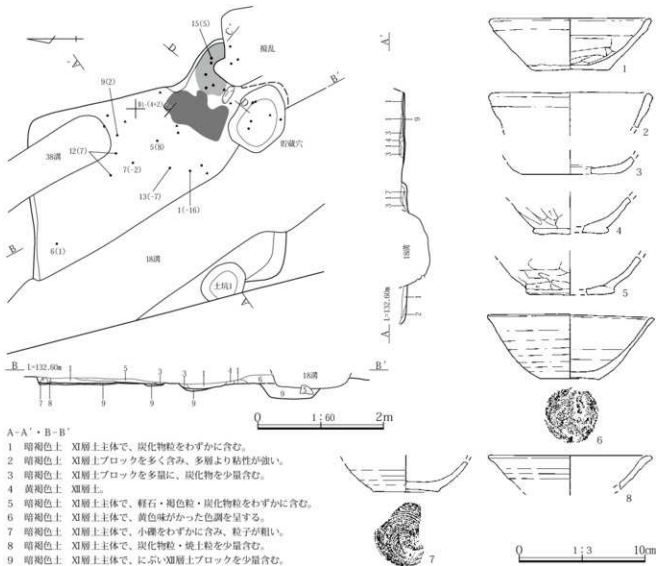 15(5)
D
C'
撹乱
A'
A'
9(2)
B1-(4+2)
D'
B'
38溝
12(7)
5(8)
7(-2)
貯蔵穴
13(-7)
1(-16)
B
6(1)
18溝
土坑1
A
18溝
A L=132.60m
B L=132.60m
B'
18溝
0 1:60 2m
A-A'・B-B'
1 暗褐色土 XI層土主体で、炭化物粒をわずかに含む。
2 暗褐色土 XI層土ブロックを多く含み、多層より粘性が強い。
3 暗褐色土 XI層土ブロックを多量に、炭化物を少量含む。
4 黄褐色土 XII層土。
5 暗褐色土 XI層土主体で、軽石・褐色粒・炭化物粒をわずかに含む。
6 暗褐色土 XI層土主体で、黄色味がかった色調を呈する。
7 暗褐色土 XI層土主体で、小礫をわずかに含み、粒子が粗い。
8 暗褐色土 XI層土主体で、炭化物粒・焼土粒を少量含む。
9 暗褐色土 XI層土主体で、にぶいXII層土ブロックを少量含む。
1
2
3
4
5
6
7
8
0 1:3 10cm